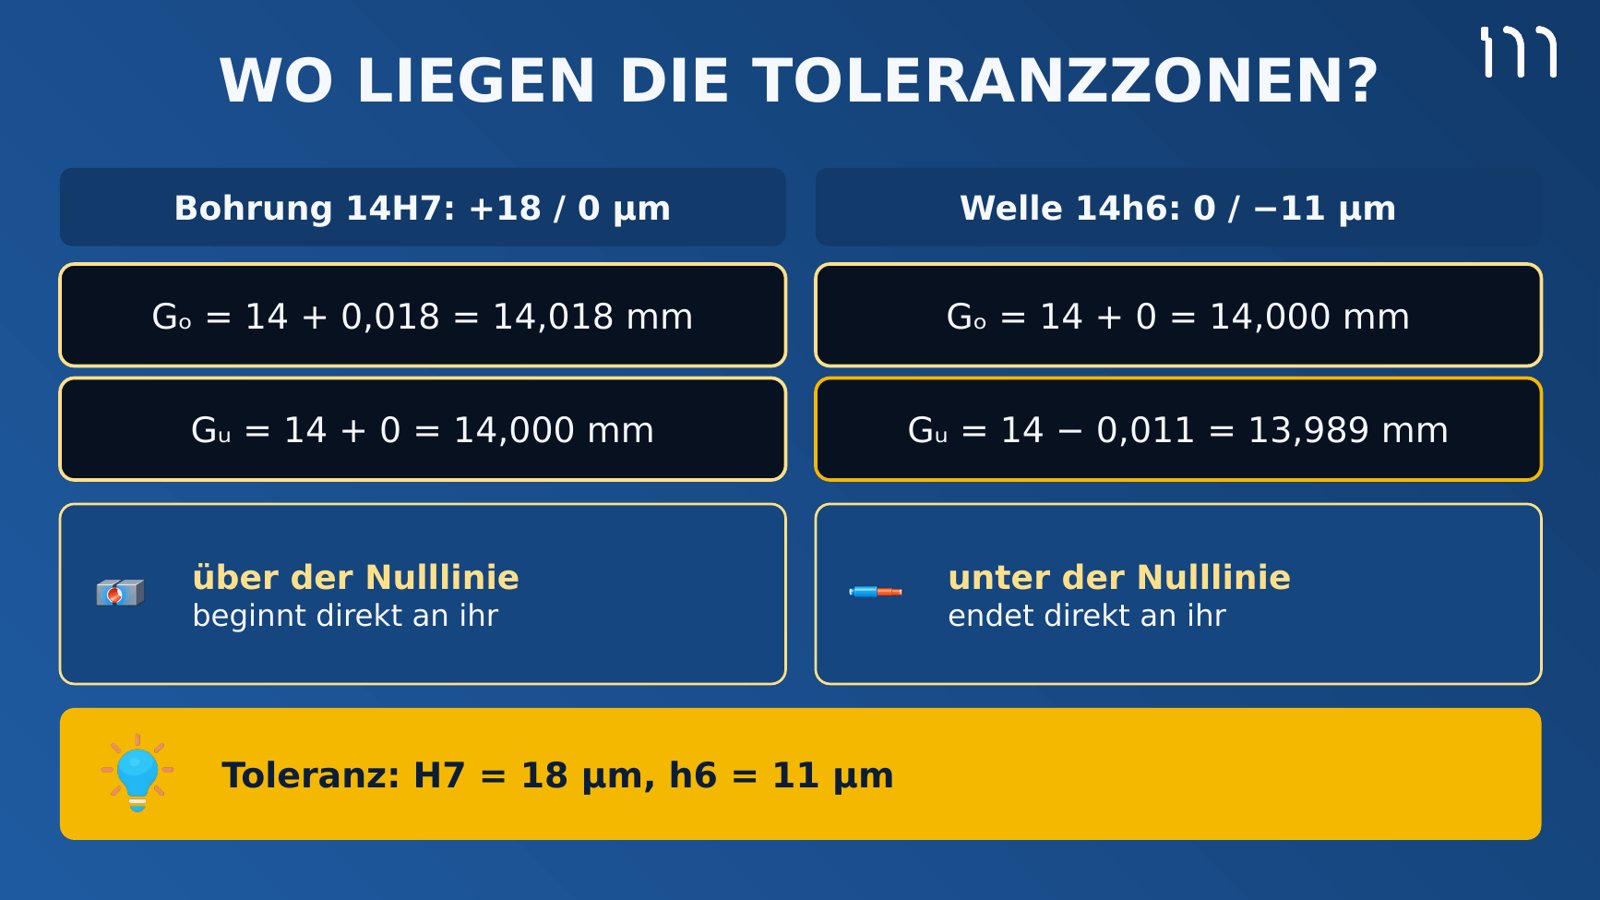 WO LIEGEN DIE TOLERANZZONEN?
Bohrung 14H7: +18 / 0 µm
Welle 14h6: 0 / −11 µm
Gₒ = 14 + 0,018 = 14,018 mm
Gₒ = 14 + 0 = 14,000 mm
Gᵤ = 14 + 0 = 14,000 mm
Gᵤ = 14 − 0,011 = 13,989 mm
über der Nulllinie
beginnt direkt an ihr
unter der Nulllinie
endet direkt an ihr
Toleranz: H7 = 18 µm, h6 = 11 µm